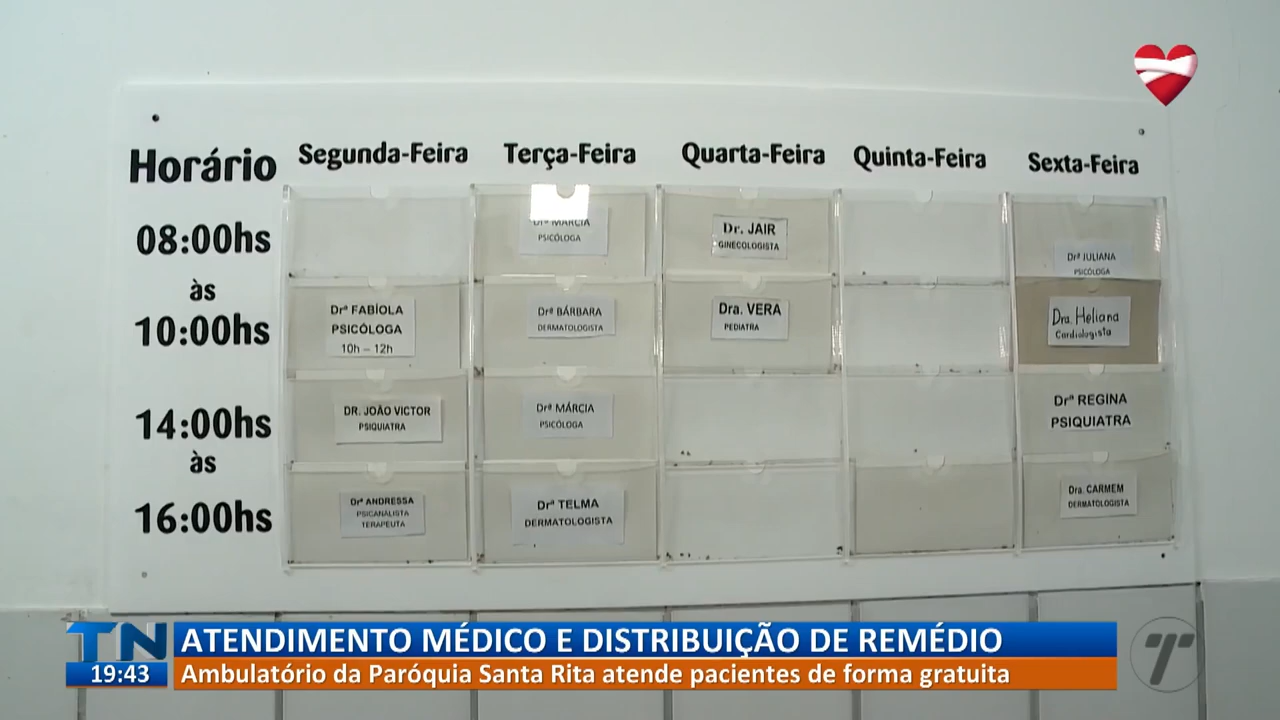 Horário Segunda-Feira Terça-Feira Quarta-Feira Quinta-Feira Sexta-Feira
08:00hs
às
10:00hs
14:00hs
às
16:00hs
Drª MÁRCIA
PSICÓLOGA
Dr. JAIR
GINECOLOGISTA
Drª JULIANA
PSICÓLOGA
Drª FABÍOLA
PSICÓLOGA
10h – 12h
Drª BÁRBARA
DERMATOLOGISTA
Dra. VERA
PEDIATRA
Dra. Heliana
Cardiologista
DR. JOÃO VICTOR
PSIQUIATRA
Drª MÁRCIA
PSICÓLOGA
Drª REGINA
PSIQUIATRA
Drª ANDRESSA
PSICANALISTA
TERAPEUTA
Drª TELMA
DERMATOLOGISTA
Dra. CARMEM
DERMATOLOGISTA
TN
19:43
ATENDIMENTO MÉDICO E DISTRIBUIÇÃO DE REMÉDIO
Ambulatório da Paróquia Santa Rita atende pacientes de forma gratuita
T